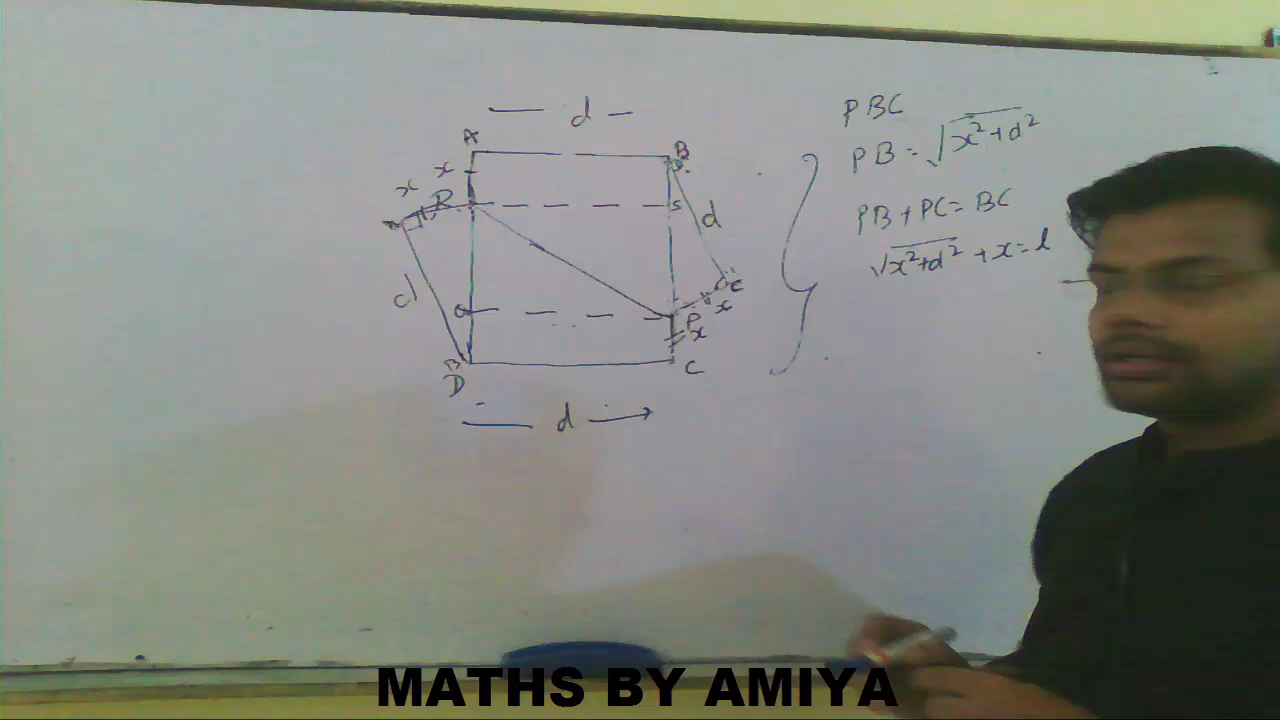 d
A
B
x
x
R
S
d
d
C
x
Q
P
x
B
D
C
d
PBC
PB = √x²+d²
PB + PC = BC
√x²+d² + x = l
MATHS BY AMIYA